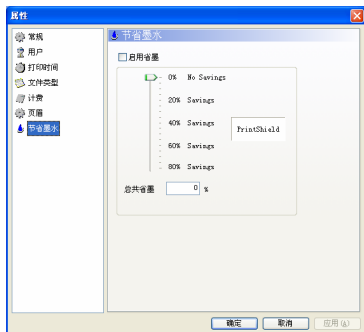 属性
常规
用户
打印时间
文件类型
计费
页眉
节省墨水
节省墨水
启用省墨
0% No Savings
20% Savings
40% Savings
PrintShield
60% Savings
80% Savings
总共省墨 0 %
确定 取消 应用(A)